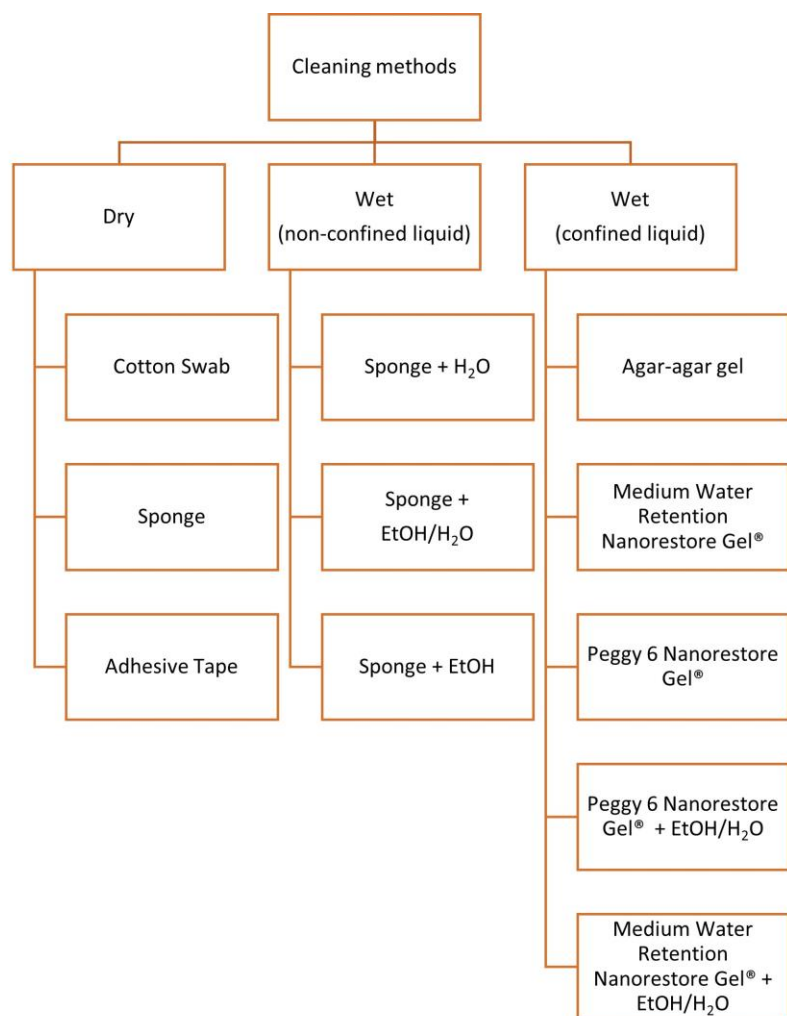 Cleaning methods
Dry
Wet
(non-confined liquid)
Wet
(confined liquid)
Cotton Swab
Sponge
Adhesive Tape
Sponge + H₂O
Sponge +
EtOH/H₂O
Sponge + EtOH
Agar-agar gel
Medium Water
Retention
Nanorestore Gel®
Peggy 6 Nanorestore
Gel®
Peggy 6 Nanorestore
Gel® + EtOH/H₂O
Medium Water
Retention
Nanorestore Gel® +
EtOH/H₂O